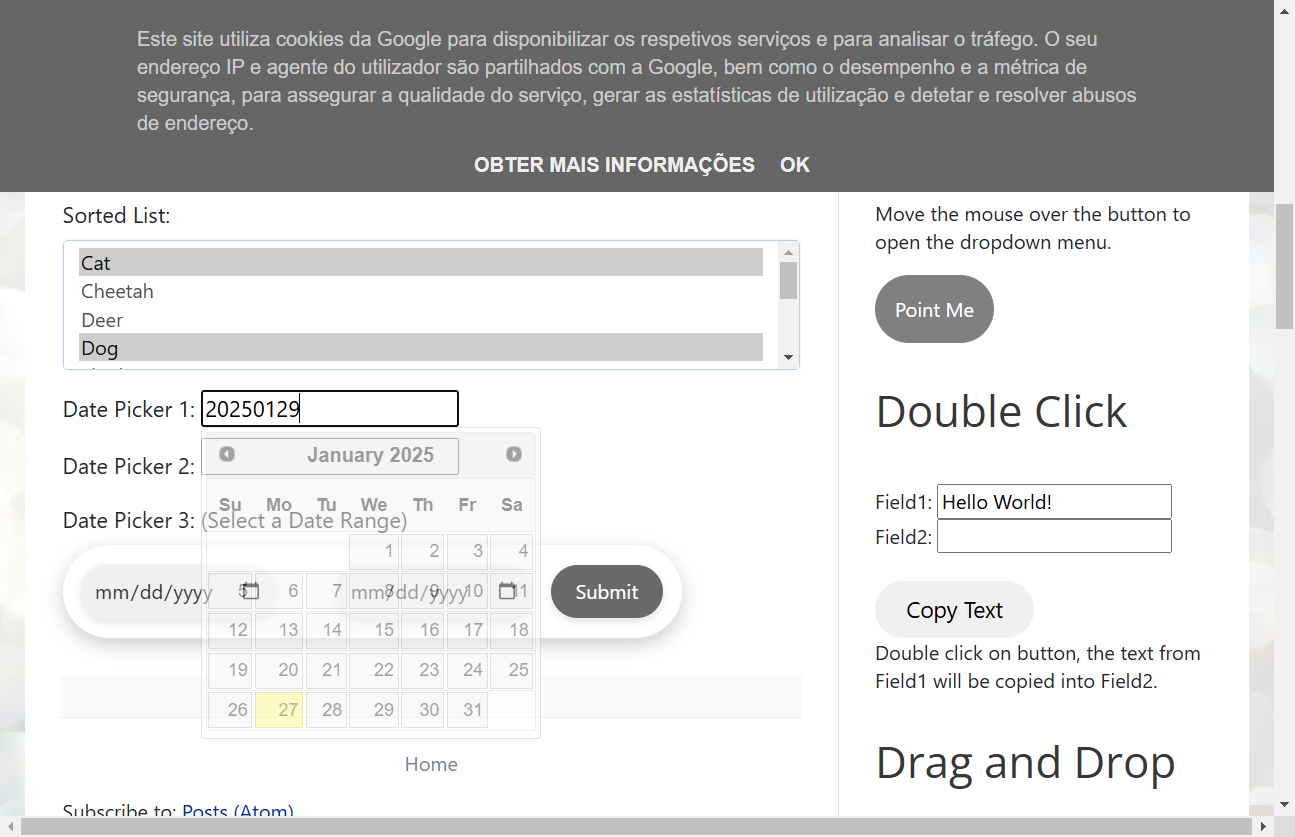 Este site utiliza cookies da Google para disponibilizar os respetivos serviços e para analisar o tráfego. O seu
endereço IP e agente do utilizador são partilhados com a Google, bem como o desempenho e a métrica de
segurança, para assegurar a qualidade do serviço, gerar as estatísticas de utilização e detetar e resolver abusos
de endereço.
OBTER MAIS INFORMAÇÕES OK
Sorted List:
Cat
Cheetah
Deer
Dog
Date Picker 1: 20250129
Date Picker 2:
January 2025
Su Mo Tu We Th Fr Sa
Date Picker 3: (Select a Date Range)
1 2 3 4
mm/dd/yyyy mm/dd/yyyy Submit
5 6 7 8 9 10 11
12 13 14 15 16 17 18
19 20 21 22 23 24 25
26 27 28 29 30 31
Home
Subscribe to: Posts (Atom)
Move the mouse over the button to
open the dropdown menu.
Point Me
Double Click
Field1: Hello World!
Field2:
Copy Text
Double click on button, the text from
Field1 will be copied into Field2.
Drag and Drop